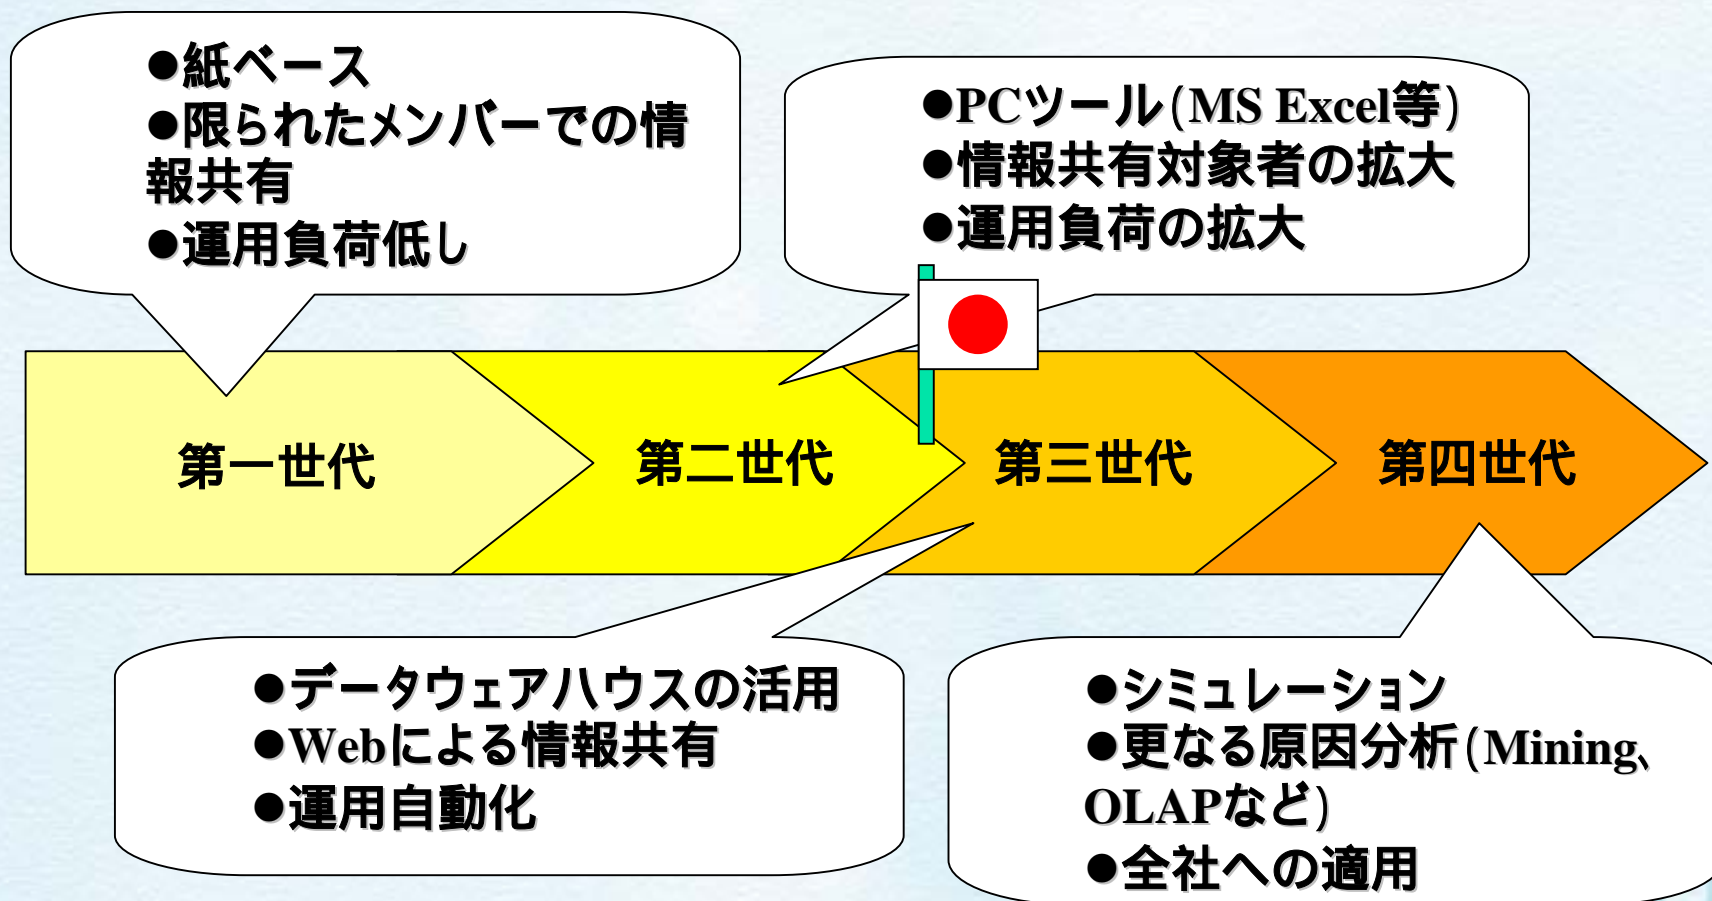 ●紙ベース
●限られたメンバーでの情
報共有
●運用負荷低し
●PCツール(MS Excel等)
●情報共有対象者の拡大
●運用負荷の拡大
第一世代
第二世代
第三世代
第四世代
●データウェアハウスの活用
●Webによる情報共有
●運用自動化
●シミュレーション
●更なる原因分析(Mining、
OLAPなど)
●全社への適用